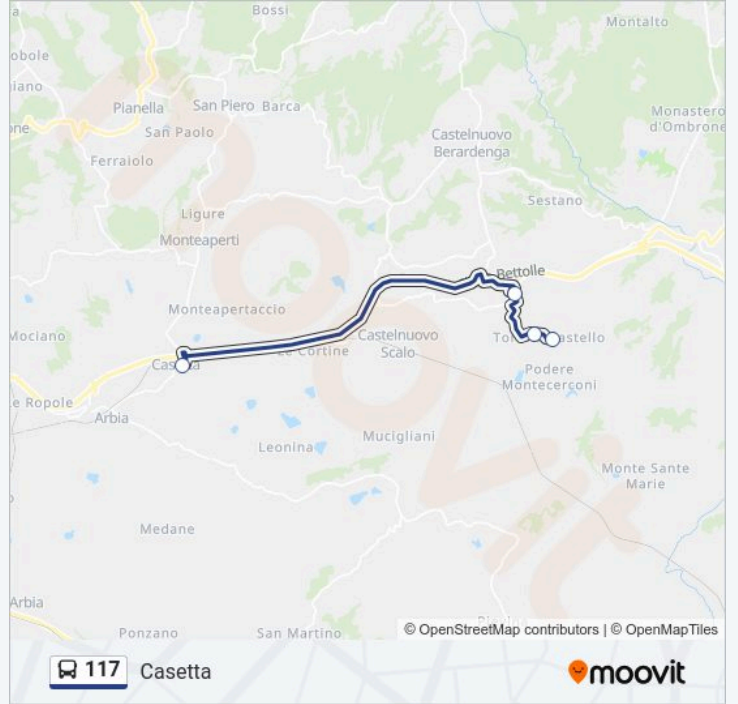 Bossi
Montalto
obole
iano
Pianella
San Piero
Barca
Monastero
d'Ombrone
one
San Paolo
Castelnuovo
Berardenga
Ferraiolo
Sestano
Ligure
Monteaperti
Bettolle
Monteapertaccio
Mociano
Castelnuovo
Scalo
Le Cortine
Podere
Montecerconi
e Ropole
Arbia
Mucigliani
Leonina
Monte Sante
Marie
Medane
Arbia
Ponzano
San Martino
© OpenStreetMap contributors | © OpenMapTiles
117 Casetta
moovit